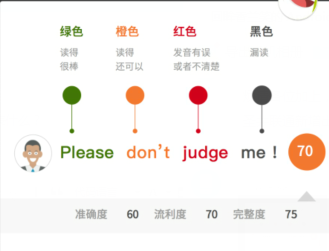 绿色 橙色 红色 黑色
读得 读得 发音有误 漏读
很棒 还可以 或者不清楚
Please don't judge me ! 70
准确度 60 流利度 70 完整度 75